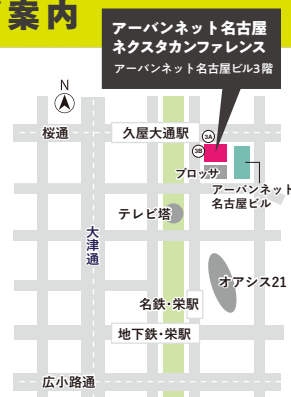 案内
アーバンネット名古屋
ネクスタカンファレンス
アーバンネット名古屋ビル3階
N
桜通
久屋大通駅
3A
3B
ブロッサ
アーバンネット
名古屋ビル
テレビ塔
大津通
オアシス21
名鉄・栄駅
地下鉄・栄駅
広小路通